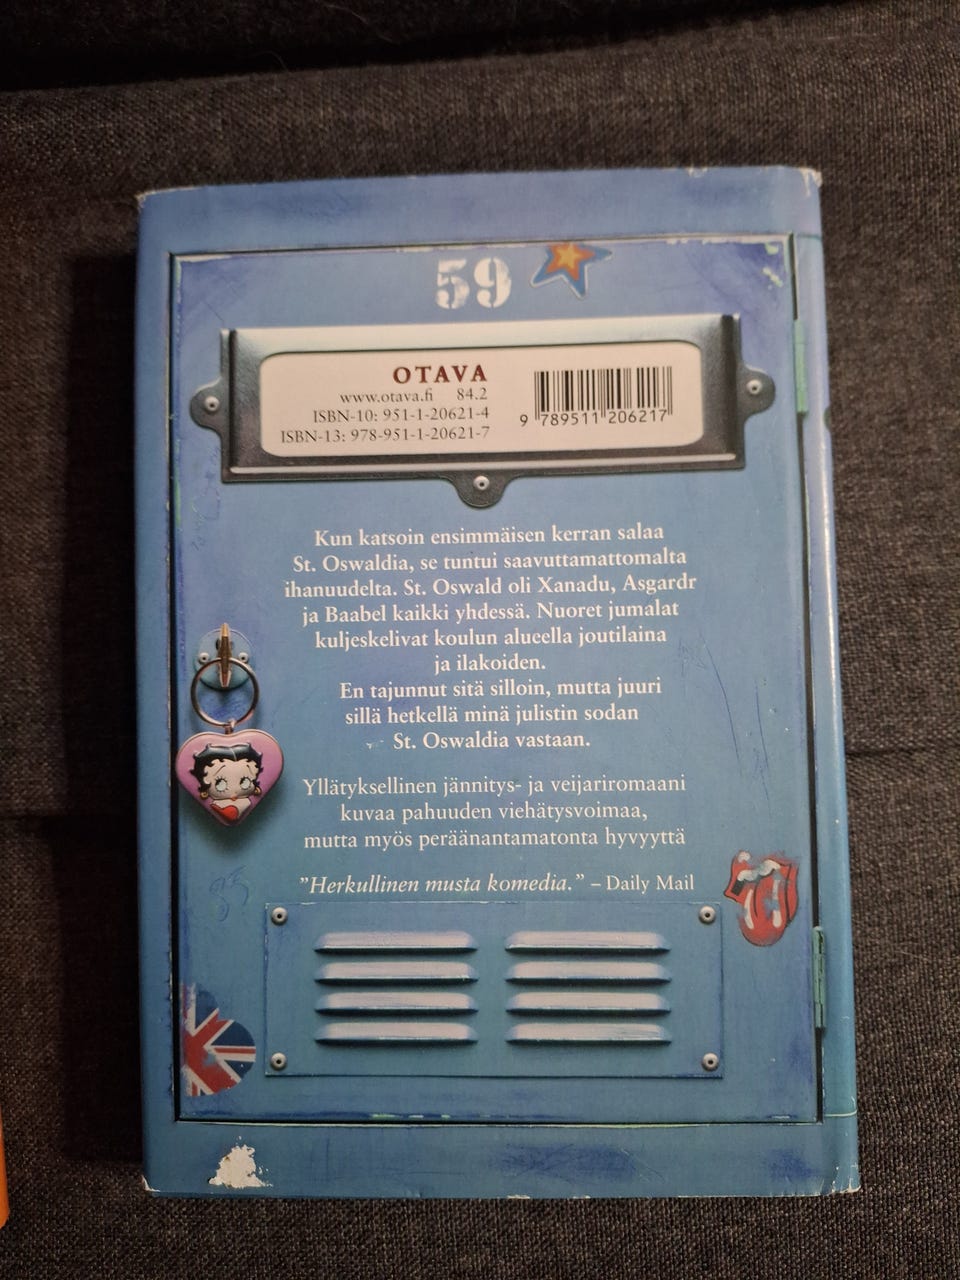 59
OTAVA
www.otava.fi 84.2
ISBN-10: 951-1-20621-4
ISBN-13: 978-951-1-20621-7
9 789511 206217
Kun katsoin ensimmäisen kerran salaa
St. Oswaldia, se tuntui saavuttamattomalta
ihanuudelta. St. Oswald oli Xanadu, Asgardr
ja Baabel kaikki yhdessä. Nuoret jumalat
kuljeskelivat koulun alueella joutilaina
ja ilakoiden.
En tajunnut sitä silloin, mutta juuri
sillä hetkellä minä julistin sodan
St. Oswaldia vastaan.
Yllätyksellinen jännitys- ja veijariromaani
kuvaa pahuuden viehätysvoimaa,
mutta myös peräänantamatonta hyvyyttä
”Herkullinen musta komedia.” – Daily Mail